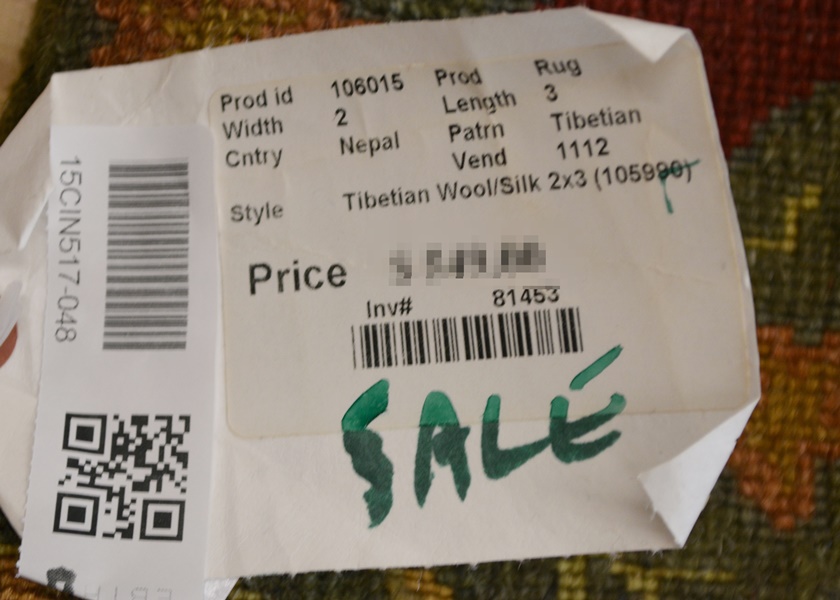 Prod id 106015 Prod Rug
Width 2 Length 3
Cntry Nepal Patrn Tibetian
Vend 1112
Style Tibetian Wool/Silk 2x3 (105990)
Price
Inv# 81453
SALE
15CIN517-048